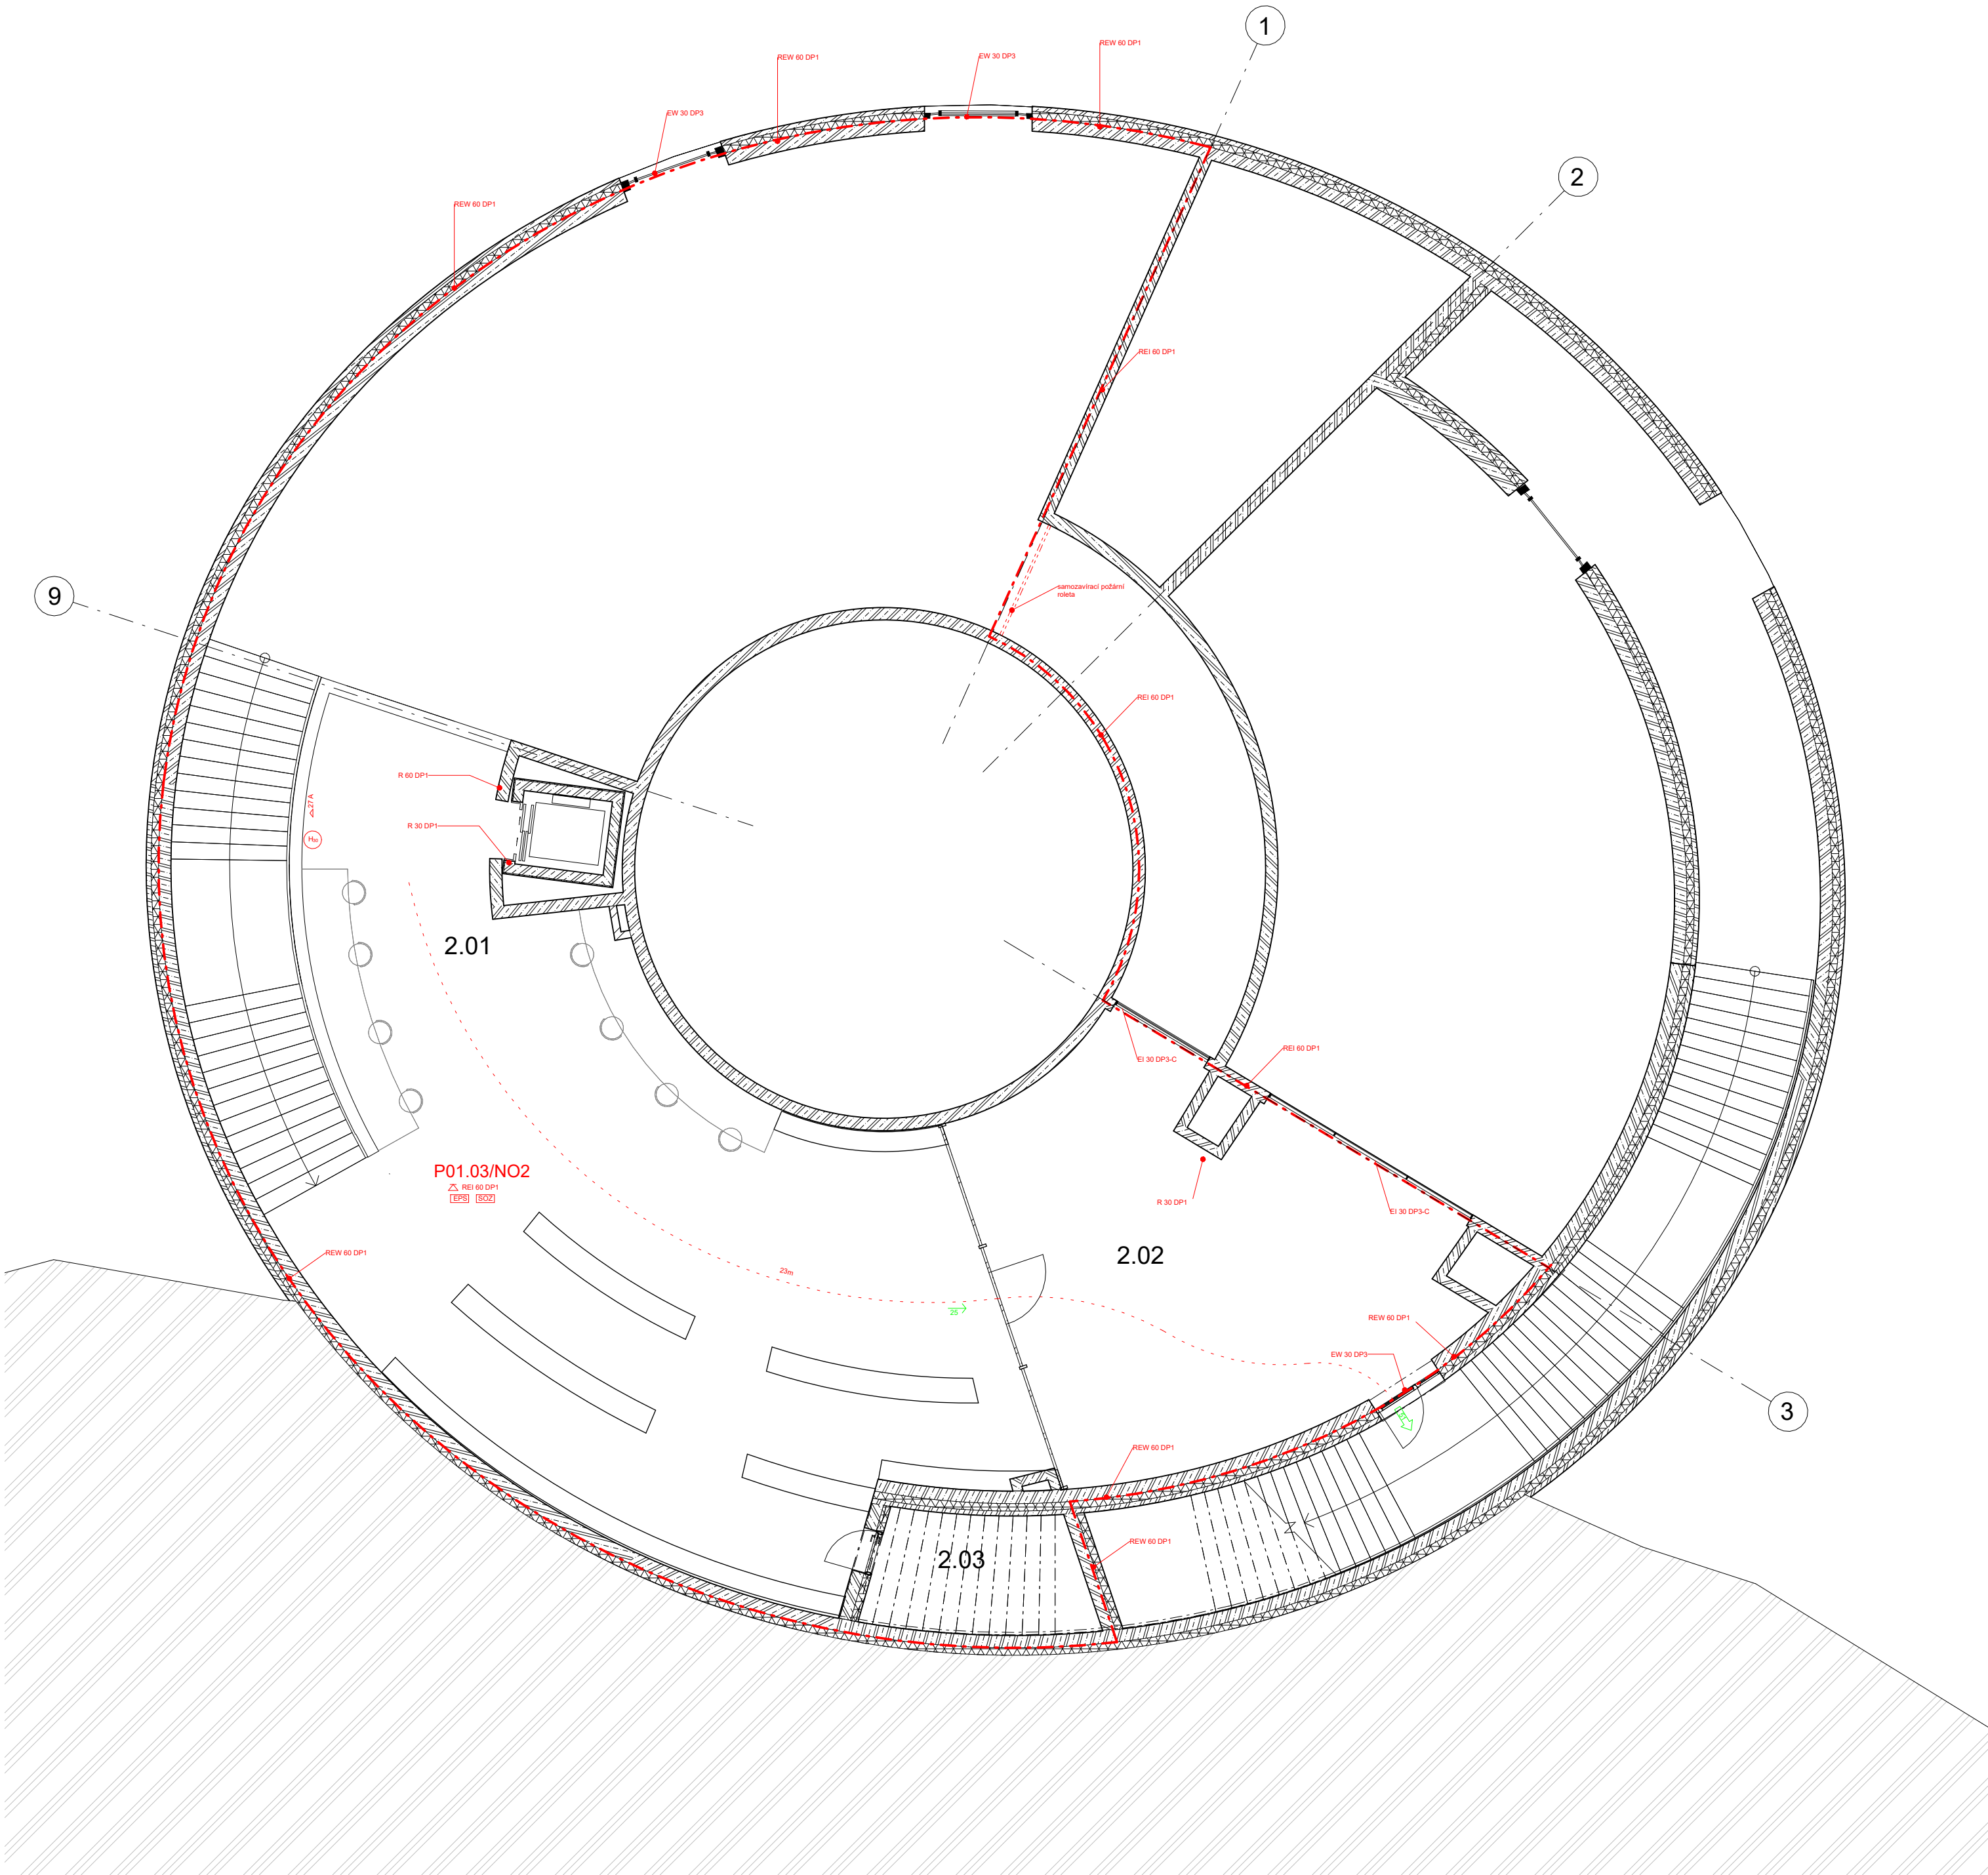 1
REW 60 DP1
EW 30 DP3
REW 60 DP1
EW 30 DP3
2
REW 60 DP1
REI 60 DP1
samozavírací požární
roleta
9
REI 60 DP1
R 60 DP1
27 A
R 30 DP1
2.01
REI 60 DP1
EI 30 DP3-C
P01.03/NO2
REI 60 DP1
EPS SOZ
R 30 DP1
EI 30 DP3-C
REW 60 DP1
2.02
23m
REW 60 DP1
EW 30 DP3
3
REW 60 DP1
REW 60 DP1
2.03